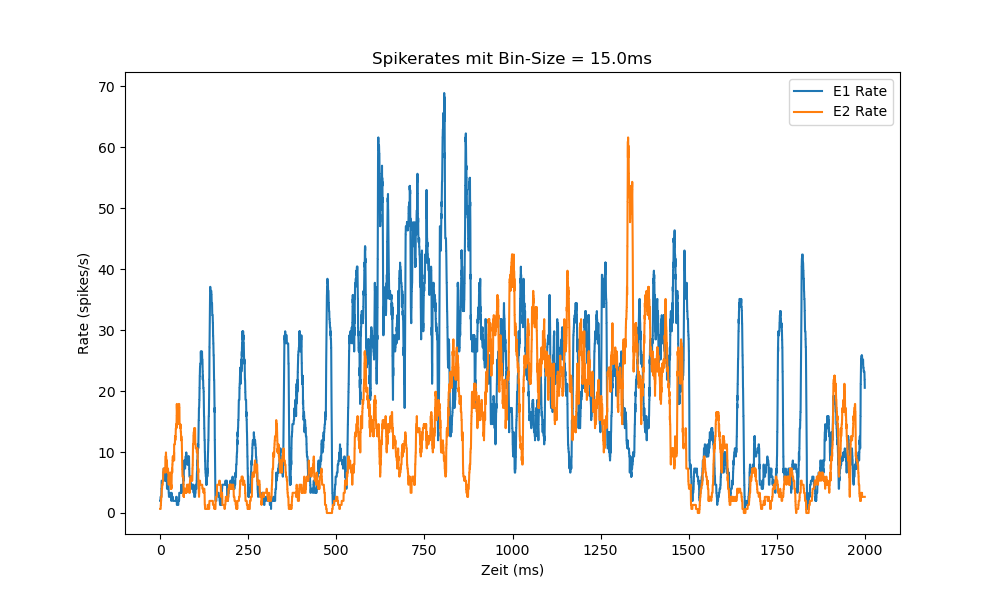 Spikerates mit Bin-Size = 15.0ms
E1 Rate
E2 Rate
Rate (spikes/s)
70
60
50
40
30
20
10
0
0 250 500 750 1000 1250 1500 1750 2000
Zeit (ms)